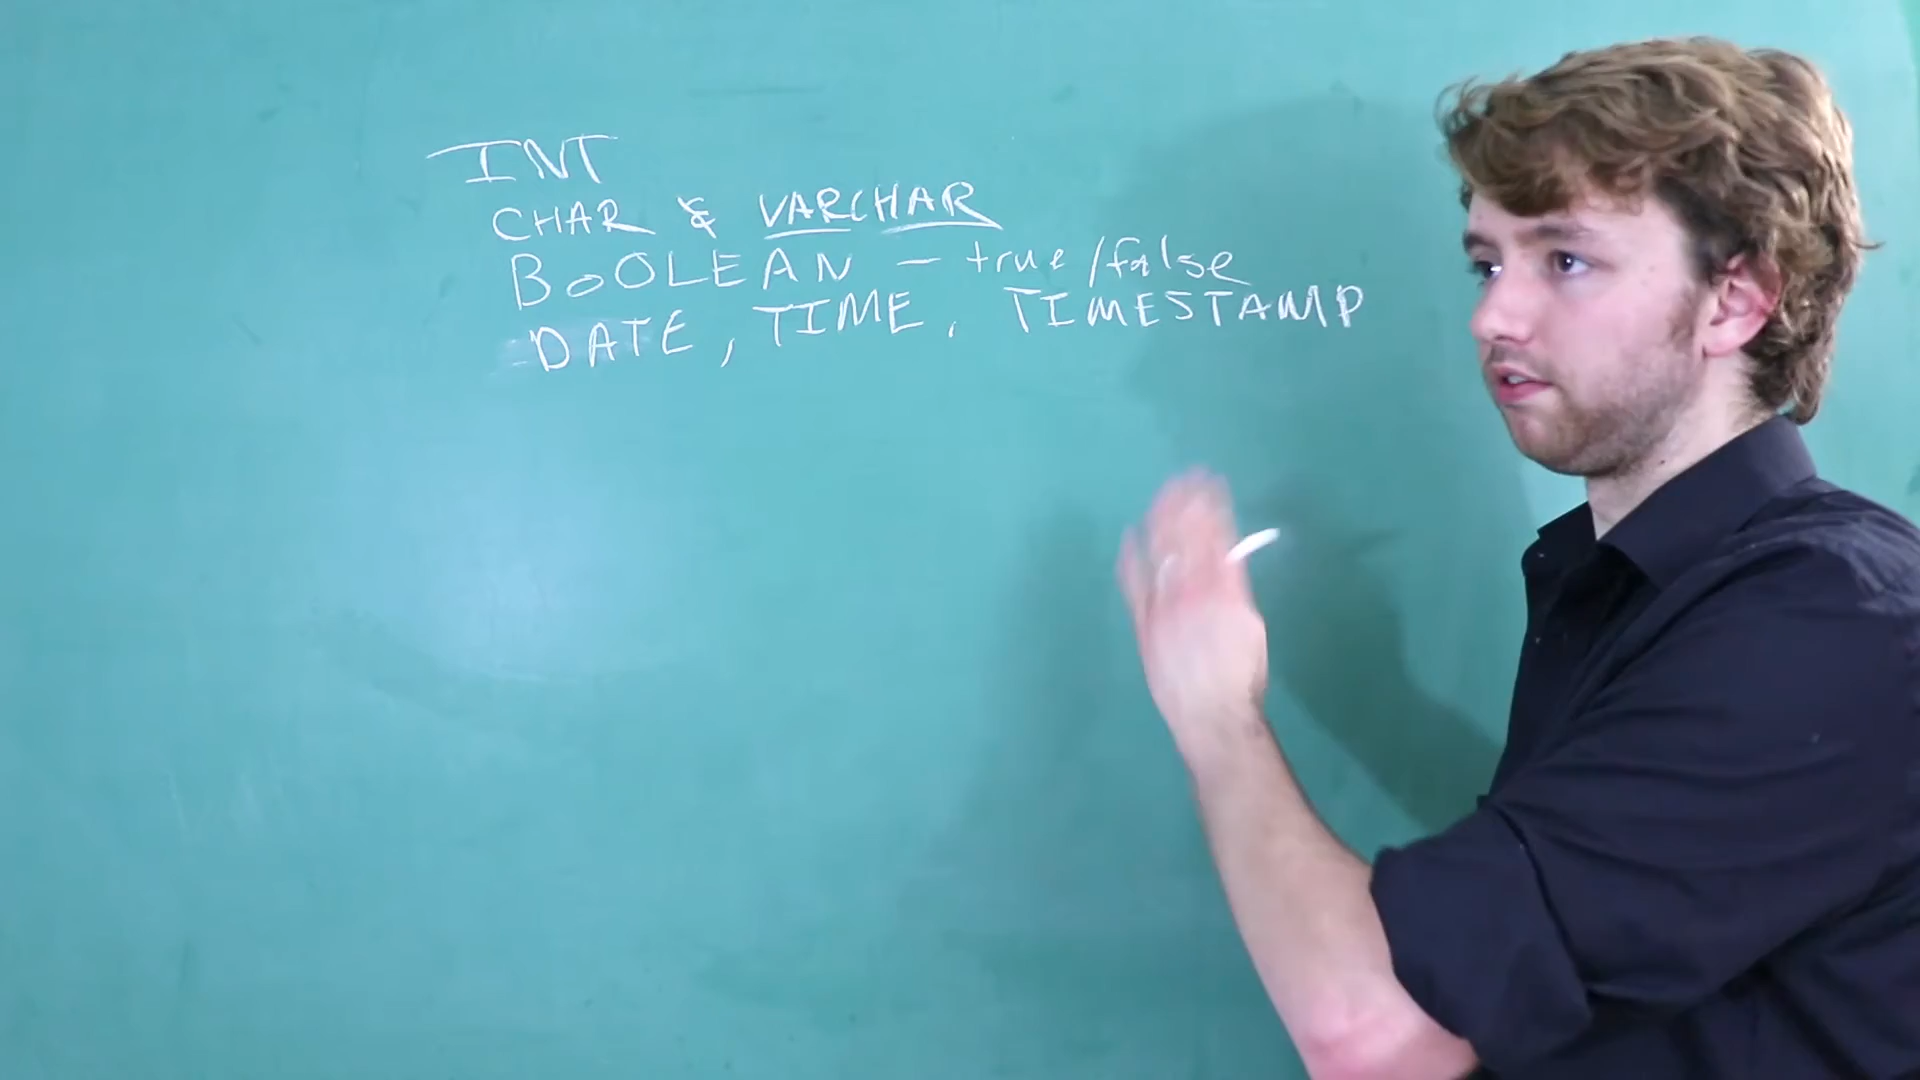 INT
CHAR & VARCHAR
BOOLEAN - true/false
DATE, TIME, TIMESTAMP